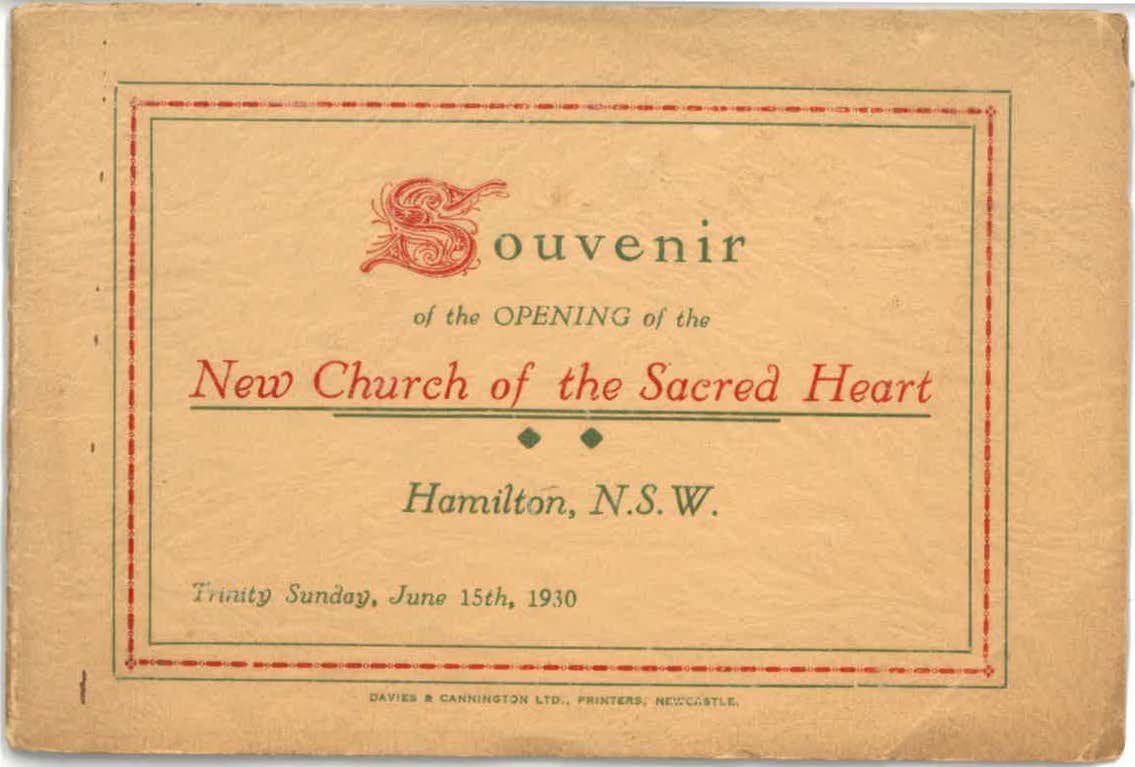 Souvenir
of the OPENING of the
New Church of the Sacred Heart
Hamilton, N.S.W.
Trinity Sunday, June 15th, 1930
DAVIES & CANNINGTON LTD., PRINTERS, NEWCASTLE.